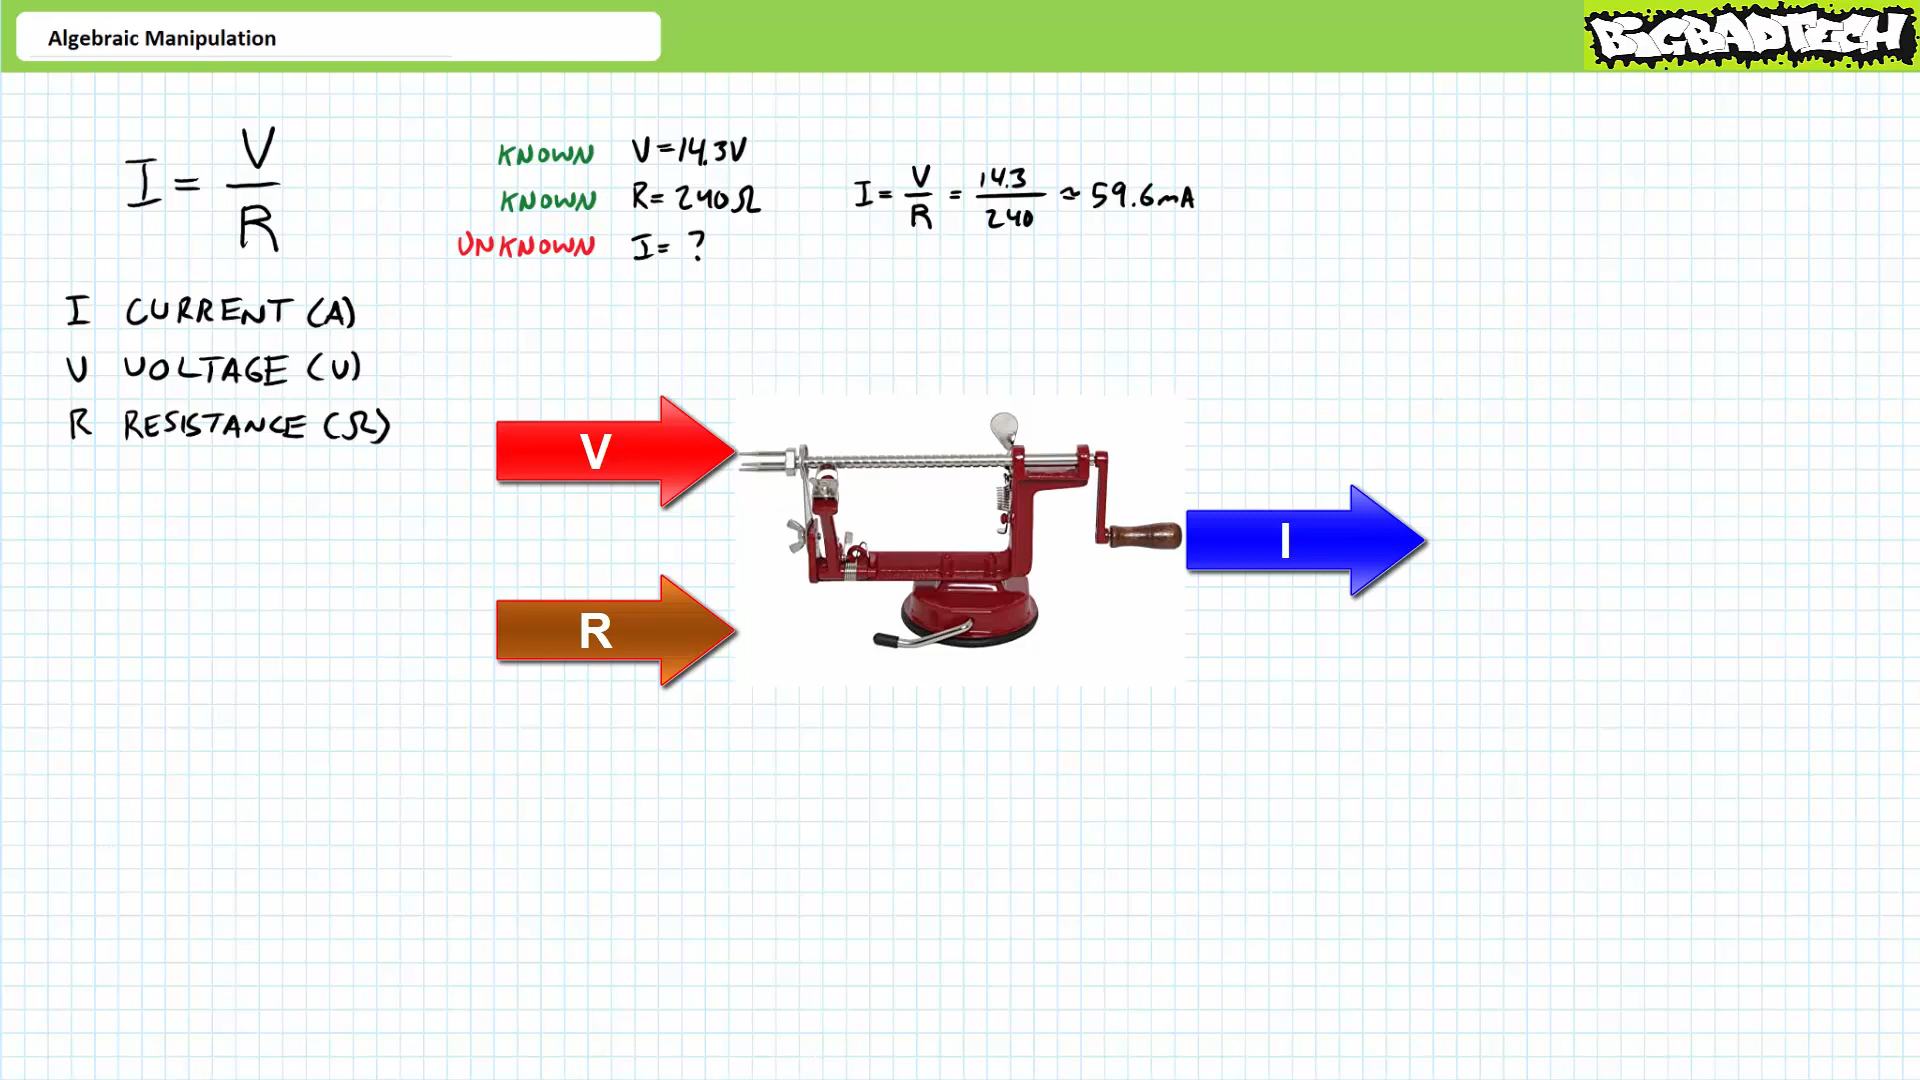 Algebraic Manipulation
BIGBADTECH
I = V/R
KNOWN V=14.3V
KNOWN R=240Ω
UNKNOWN I= ?
I = V/R = 14.3/240 ≈ 59.6mA
I CURRENT (A)
V VOLTAGE (V)
R RESISTANCE (Ω)
V
R
I